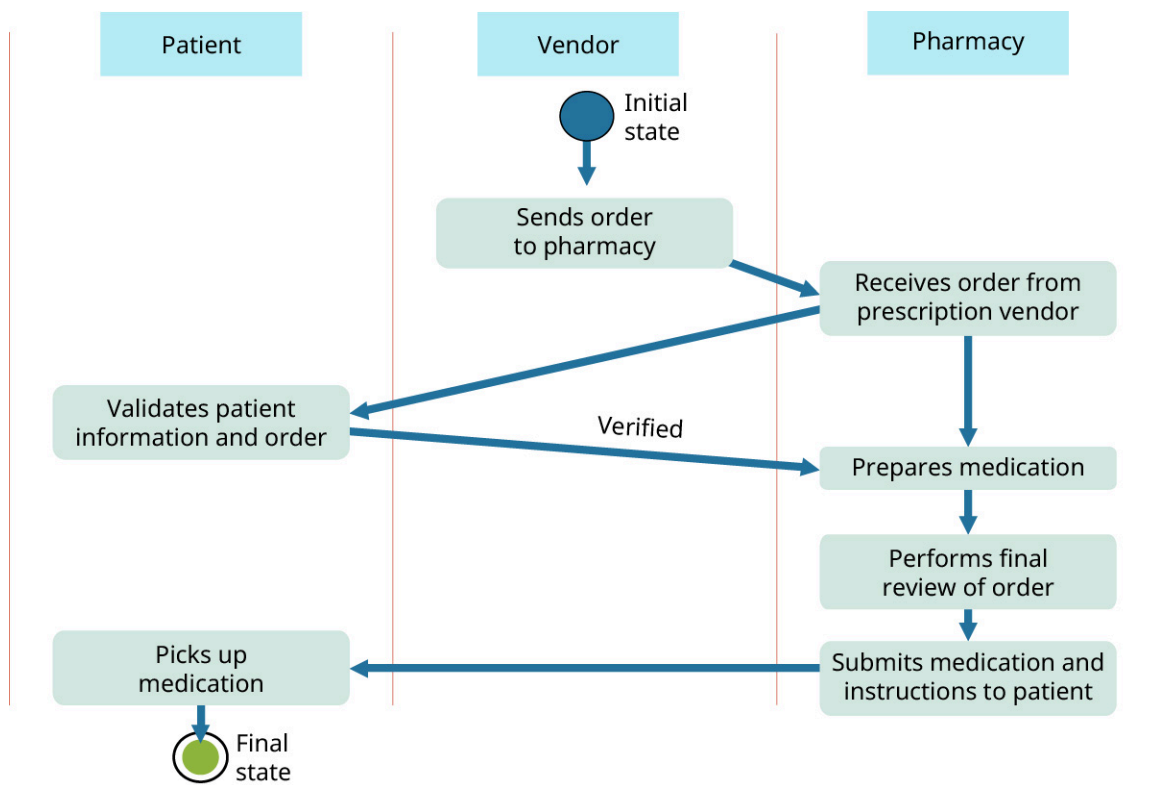 Patient
Vendor
Pharmacy
Initial
state
Sends order
to pharmacy
Receives order from
prescription vendor
Validates patient
information and order
Verified
Prepares medication
Performs final
review of order
Picks up
medication
Submits medication and
instructions to patient
Final
state